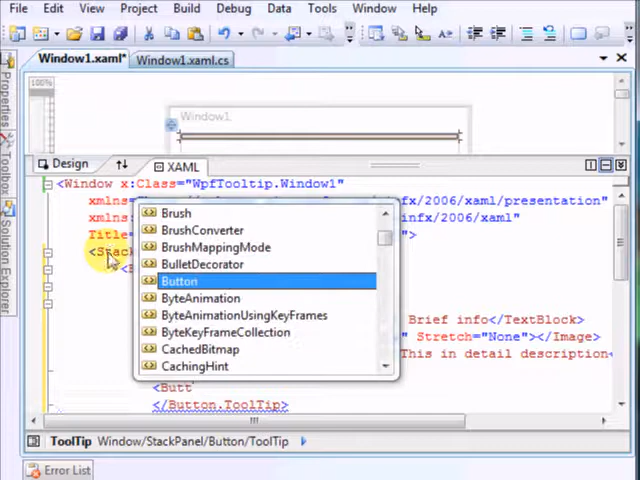 File Edit View Project Build Debug Data Tools Window Help
Window1.xaml* Window1.xaml.cs
100%
Window1
Design XAML
<Window x:Class="WpfTooltip.Window1"
xmlns= infx/2006/xaml/presentation"
xmlns: infx/2006/xaml"
Title= ">
<Stack
<B
Brush
BrushConverter
BrushMappingMode
BulletDecorator
Button
ByteAnimation
ByteAnimationUsingKeyFrames
ByteKeyFrameCollection
CachedBitmap
CachingHint
Brief info</TextBlock>
" Stretch="None"></Image>
This in detail description<
<Butt
</Button.ToolTip>
ToolTip Window/StackPanel/Button/ToolTip
Error List
Properties
Toolbox
Solution Explorer